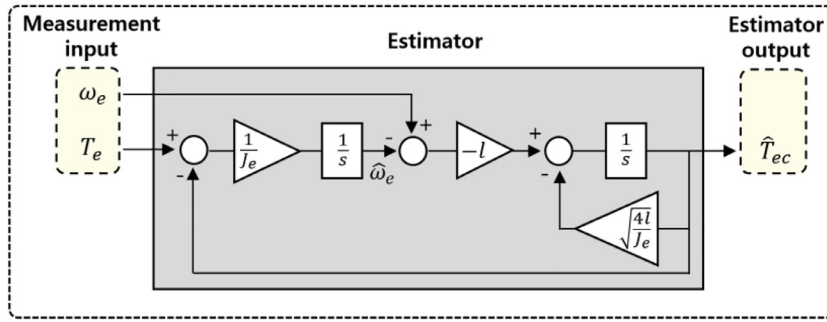 Measurement input
Estimator
Estimator output
ω_e
T_e
+
-
1/J_e
1/s
-
ω̂_e
+
-l
+
-
1/s
√(4l/J_e)
T̂_ec